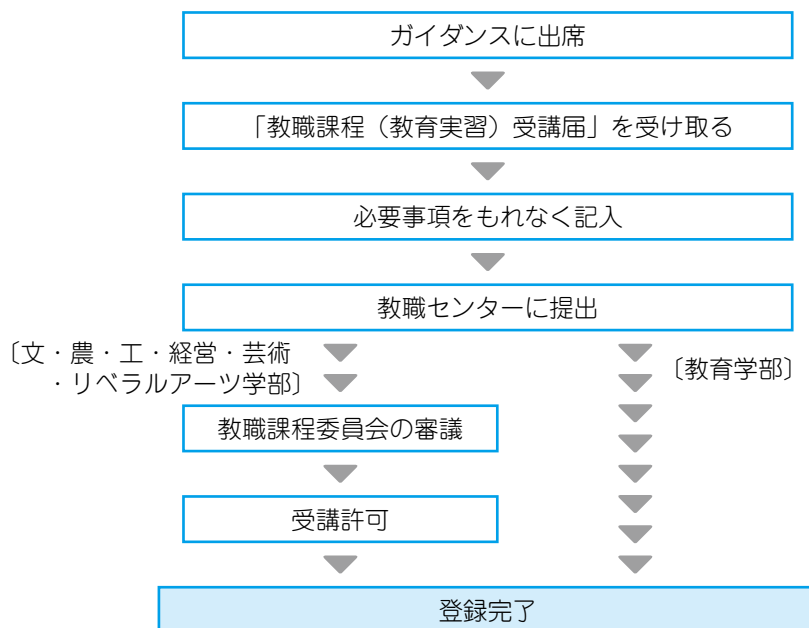 ガイダンスに出席
「教職課程（教育実習）受講届」を受け取る
必要事項をもれなく記入
教職センターに提出
〔文・農・工・経営・芸術
・リベラルアーツ学部〕
〔教育学部〕
教職課程委員会の審議
受講許可
登録完了